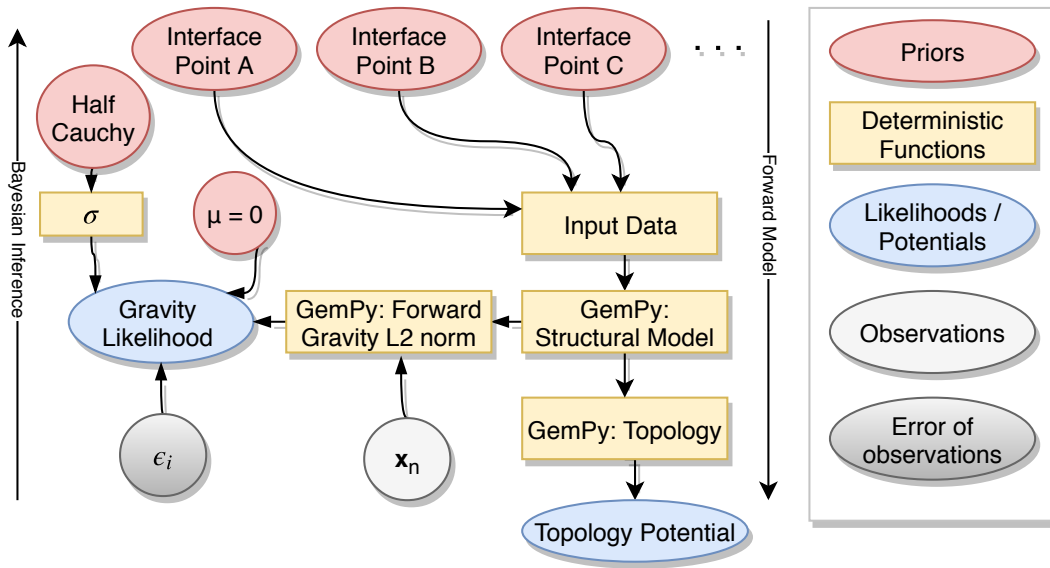 Interface
Point A
Interface
Point B
Interface
Point C
. . .
Half
Cauchy
σ
μ = 0
Input Data
Gravity
Likelihood
GemPy: Forward
Gravity L2 norm
GemPy:
Structural Model
GemPy: Topology
ϵi
xn
Topology Potential
Bayesian Inference
Forward Model
Priors
Deterministic
Functions
Likelihoods /
Potentials
Observations
Error of
observations